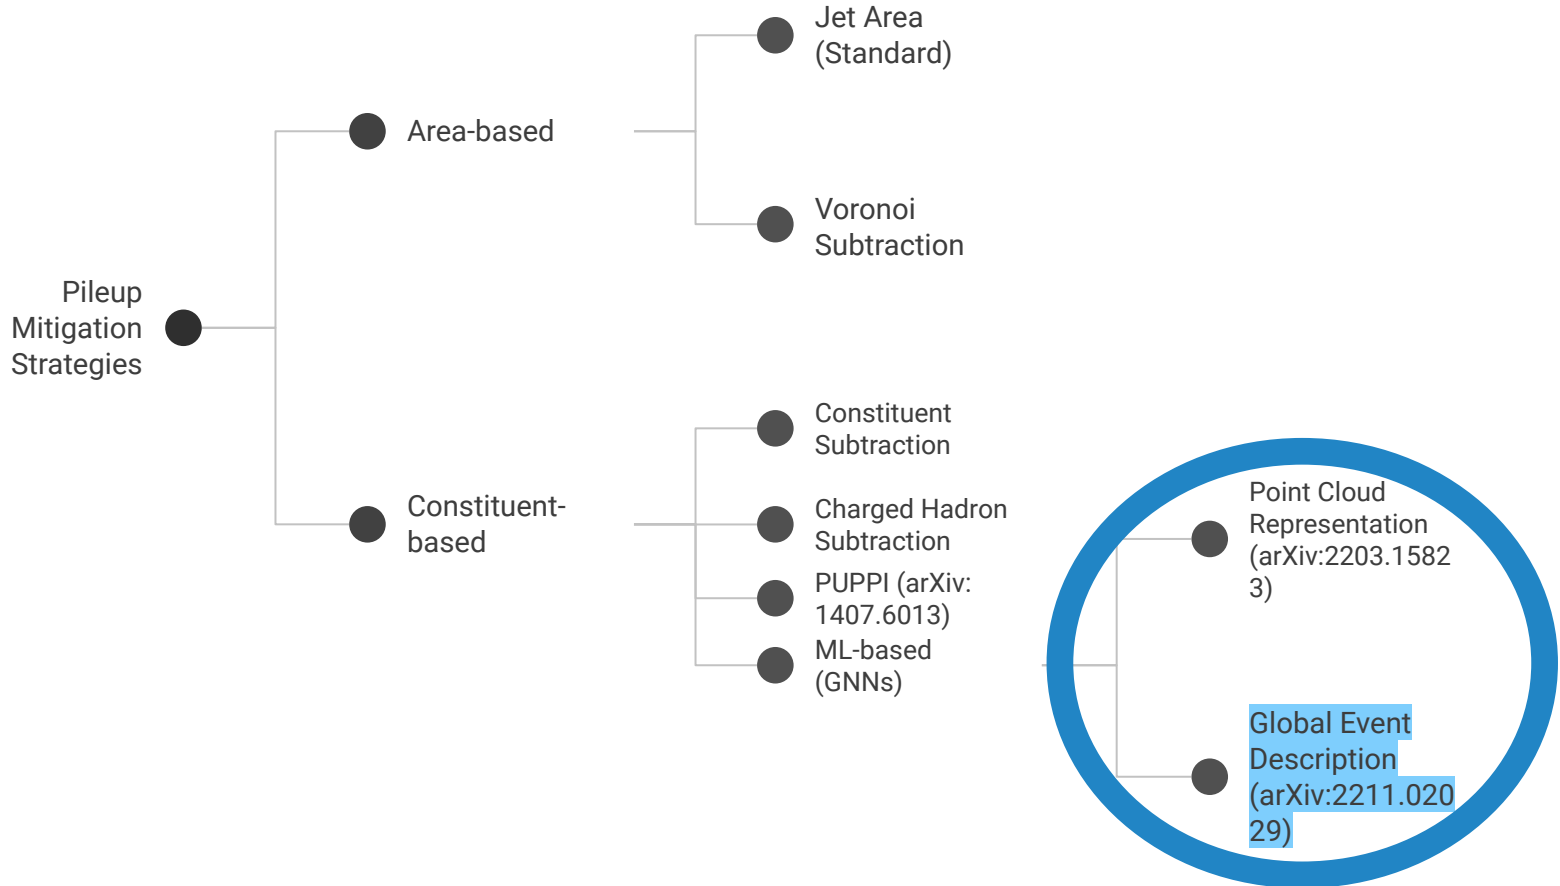 Pileup
Mitigation
Strategies
Area-based
Jet Area
(Standard)
Voronoi
Subtraction
Constituent-
based
Constituent
Subtraction
Charged Hadron
Subtraction
PUPPI (arXiv:
1407.6013)
ML-based
(GNNs)
Point Cloud
Representation
(arXiv:2203.1582
3)
Global Event
Description
(arXiv:2211.020
29)